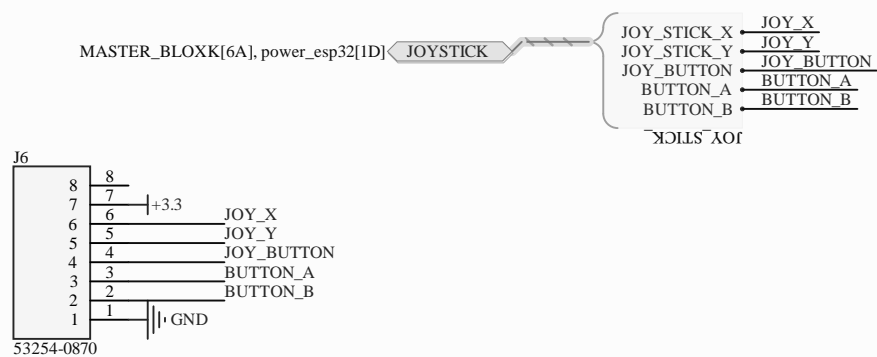 JOY_STICK_X JOY_X
MASTER_BLOXK[6A], power_esp32[1D] JOYSTICK JOY_STICK_Y JOY_Y
JOY_BUTTON JOY_BUTTON
BUTTON_A BUTTON_A
BUTTON_B BUTTON_B
JOY_STICK_
J6
8 8
7 7 +3.3
6 6 JOY_X
5 5 JOY_Y
4 4 JOY_BUTTON
3 3 BUTTON_A
2 2 BUTTON_B
1 1 GND
53254-0870